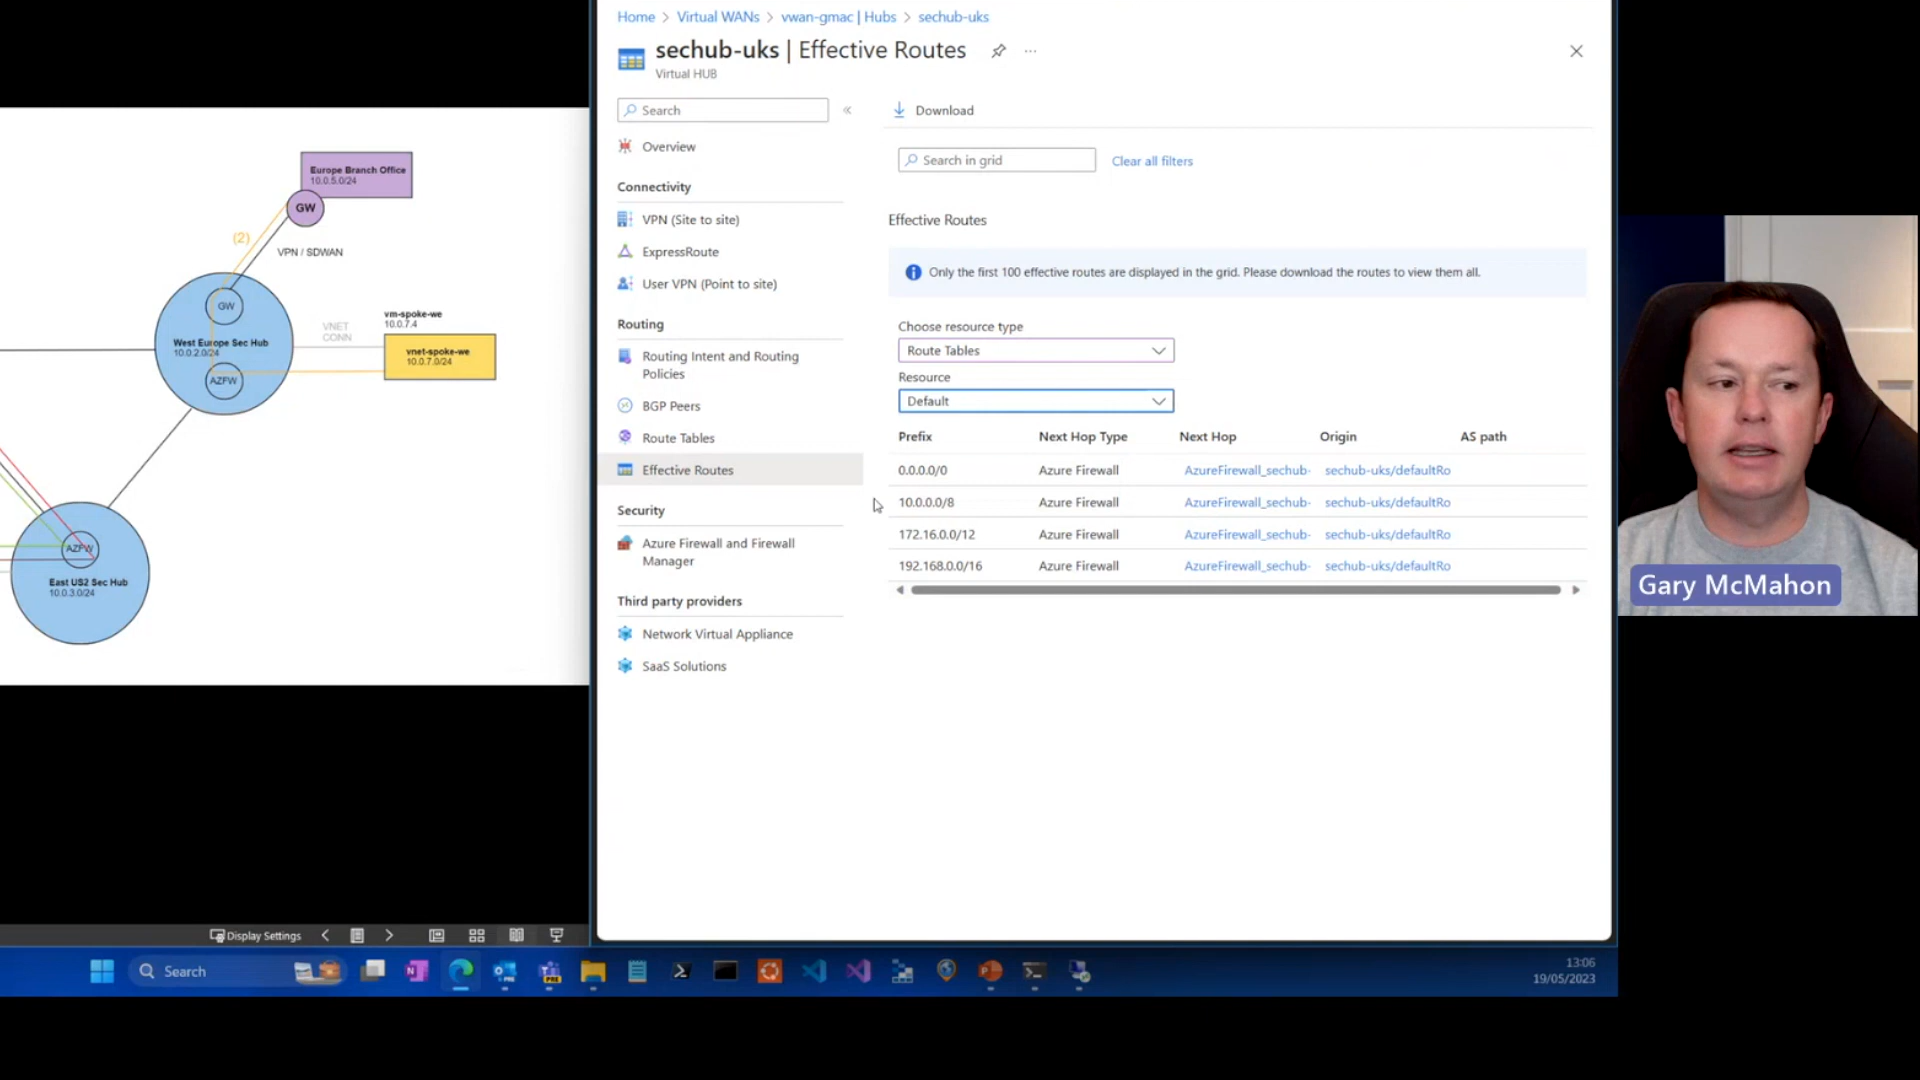 Home > Virtual WANs > vwan-gmac | Hubs > sechub-uks
sechub-uks | Effective Routes
Virtual HUB
Search
Overview
Connectivity
VPN (Site to site)
ExpressRoute
User VPN (Point to site)
Routing
Routing Intent and Routing
Policies
BGP Peers
Route Tables
Effective Routes
Security
Azure Firewall and Firewall
Manager
Third party providers
Network Virtual Appliance
SaaS Solutions
Download
Search in grid
Clear all filters
Effective Routes
Only the first 100 effective routes are displayed in the grid. Please download the routes to view them all.
Choose resource type
Route Tables
Resource
Default
Prefix Next Hop Type Next Hop Origin AS path
0.0.0.0/0 Azure Firewall AzureFirewall_sechub- sechub-uks/defaultRo
10.0.0.0/8 Azure Firewall AzureFirewall_sechub- sechub-uks/defaultRo
172.16.0.0/12 Azure Firewall AzureFirewall_sechub- sechub-uks/defaultRo
192.168.0.0/16 Azure Firewall AzureFirewall_sechub- sechub-uks/defaultRo
Europe Branch Office
10.0.5.0/24
GW
(2)
VPN / SDWAN
GW
West Europe Sec Hub
10.0.2.0/24
AZFW
VNET
CONN
vm-spoke-we
10.0.7.4
vnet-spoke-we
10.0.7.0/24
AZFW
East US2 Sec Hub
10.0.3.0/24
Gary McMahon
Display Settings
Search
13:06
19/05/2023